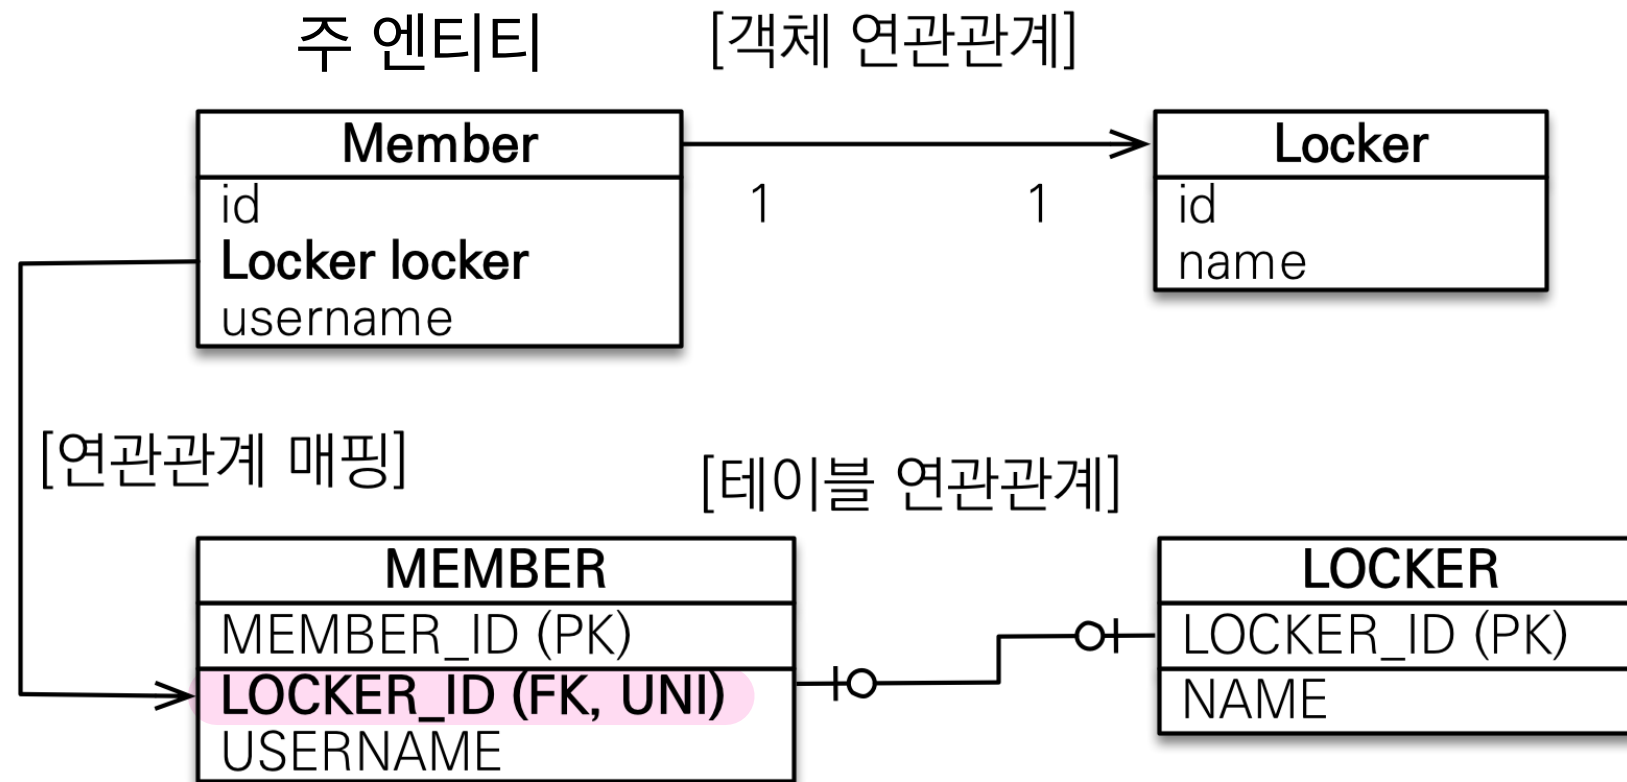 주 엔티티
[객체 연관관계]
Member
id
Locker locker
username
1
1
Locker
id
name
[연관관계 매핑]
[테이블 연관관계]
MEMBER
MEMBER_ID (PK)
LOCKER_ID (FK, UNI)
USERNAME
LOCKER
LOCKER_ID (PK)
NAME